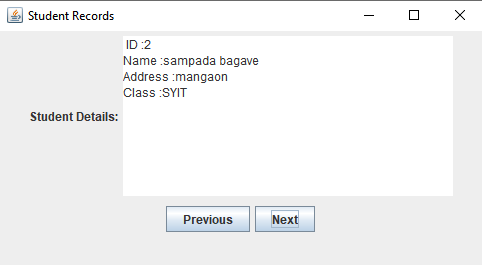 Student Records
ID :2
Name :sampada bagave
Address :mangaon
Class :SYIT
Student Details:
Previous
Next